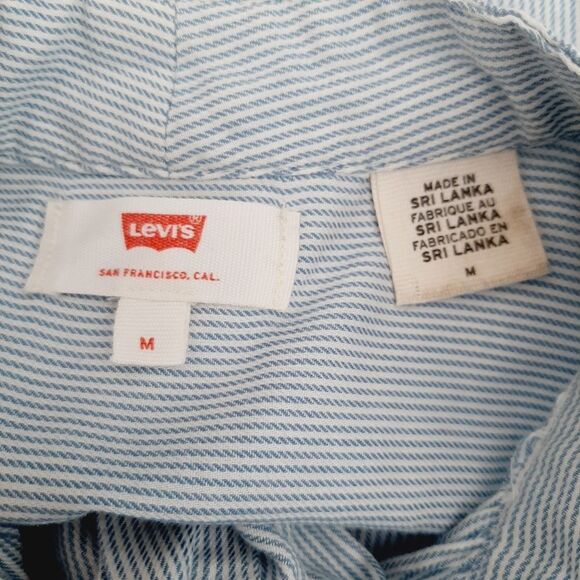 Levi's®
SAN FRANCISCO, CAL.
M
MADE IN
SRI LANKA
FABRIQUE AU
SRI LANKA
FABRICADO EN
SRI LANKA
M